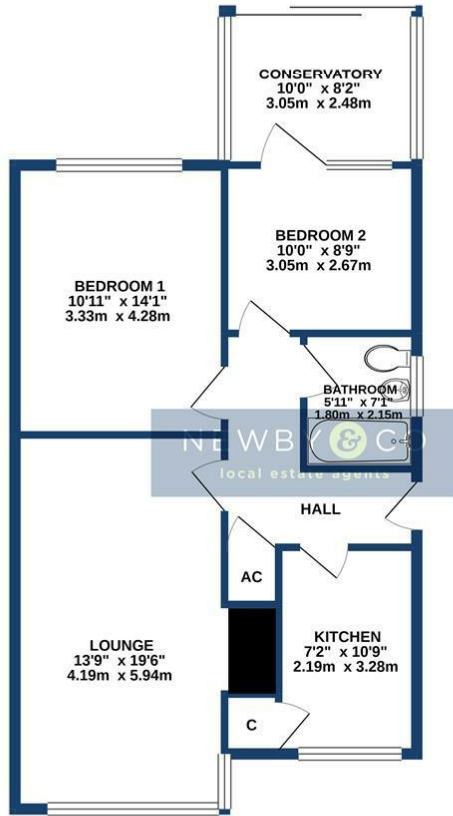 CONSERVATORY
10'0" x 8'2"
3.05m x 2.48m
BEDROOM 1
10'11" x 14'1"
3.33m x 4.28m
BEDROOM 2
10'0" x 8'9"
3.05m x 2.67m
BATHROOM
5'11" x 7'1"
1.80m x 2.15m
NEWBY & CO
local estate agents
HALL
AC
LOUNGE
13'9" x 19'6"
4.19m x 5.94m
KITCHEN
7'2" x 10'9"
2.19m x 3.28m
C